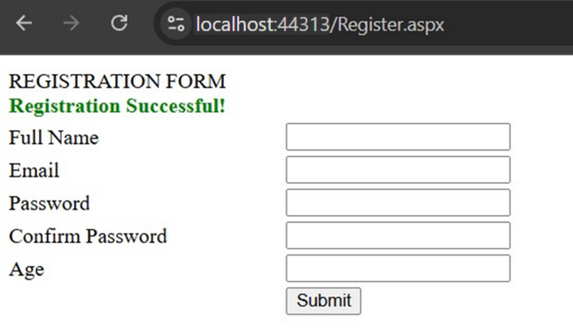 localhost:44313/Register.aspx
REGISTRATION FORM
Registration Successful!
Full Name
Email
Password
Confirm Password
Age
Submit